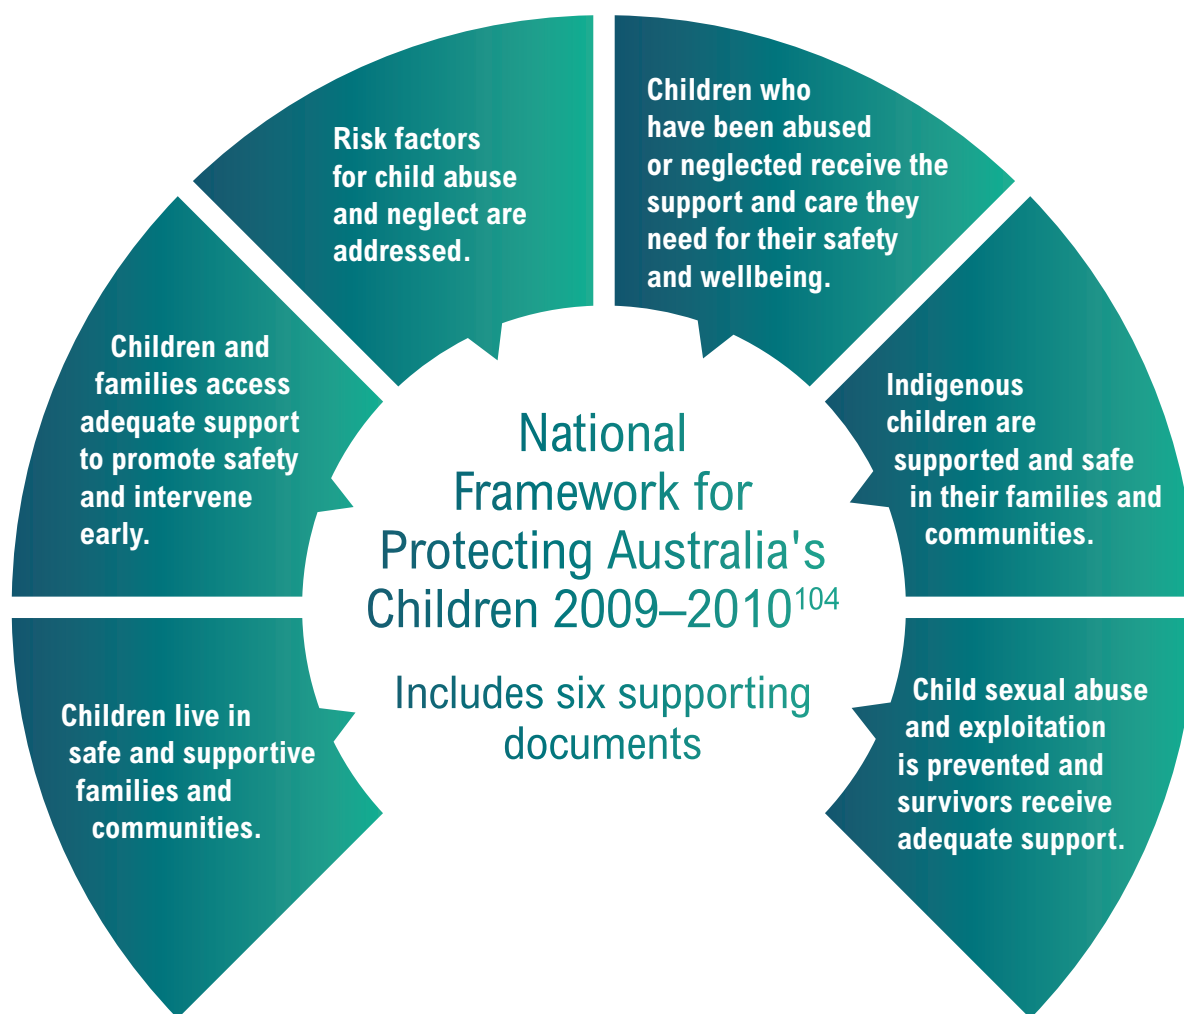 Children who
have been abused
or neglected receive the
support and care they
need for their safety
and wellbeing.
Risk factors
for child abuse
and neglect are
addressed.
Children and
families access
adequate support
to promote safety
and intervene
early.
Indigenous
children are
supported and safe
in their families and
communities.
National
Framework for
Protecting Australia's
Children 2009–2010104
Includes six supporting
documents
Children live in
safe and supportive
families and
communities.
Child sexual abuse
and exploitation
is prevented and
survivors receive
adequate support.